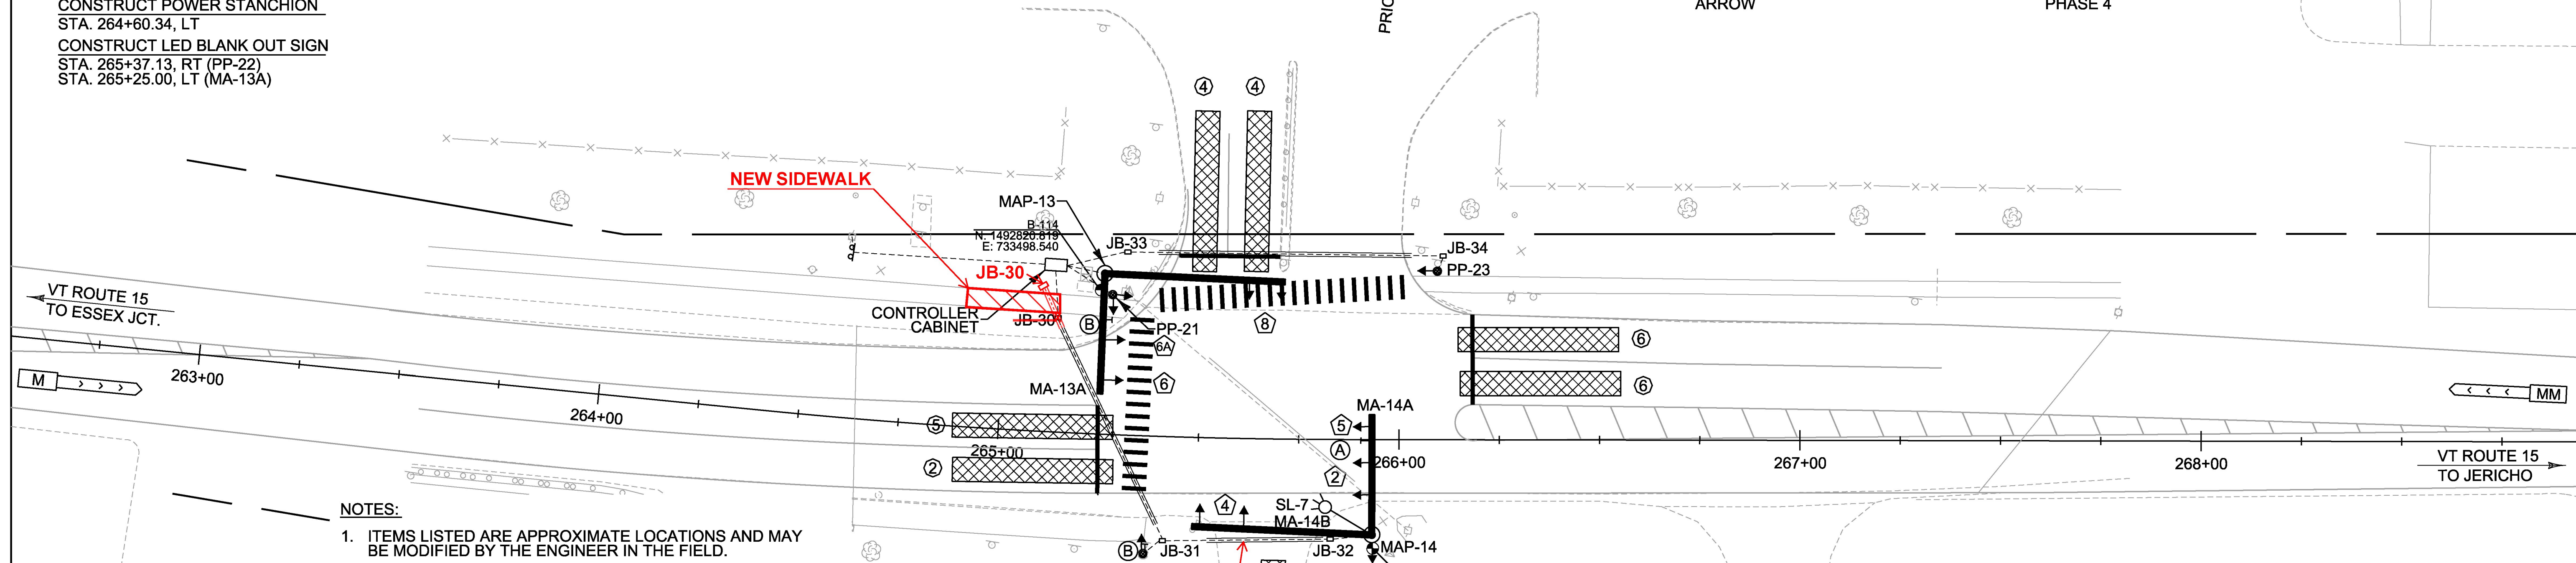 CONSTRUCT POWER STANCHION
STA. 264+60.34, LT
CONSTRUCT LED BLANK OUT SIGN
STA. 265+37.13, RT (PP-22)
STA. 265+25.00, LT (MA-13A)
PRIO
ARROW
PHASE 4
4
4
NEW SIDEWALK
MAP-13
B-114
N: 1492820.819
E: 733498.540
JB-33
JB-34
JB-30
PP-23
VT ROUTE 15
TO ESSEX JCT.
CONTROLLER
CABINET
JB-30
B
PP-21
8
6A
6
6
6
263+00
M
MA-13A
6
MM
264+00
MA-14A
5
5
265+00
A
266+00
267+00
268+00
2
2
VT ROUTE 15
TO JERICHO
NOTES:
1. ITEMS LISTED ARE APPROXIMATE LOCATIONS AND MAY
BE MODIFIED BY THE ENGINEER IN THE FIELD.
4
SL-7
MA-14B
B
JB-31
JB-32
MAP-14